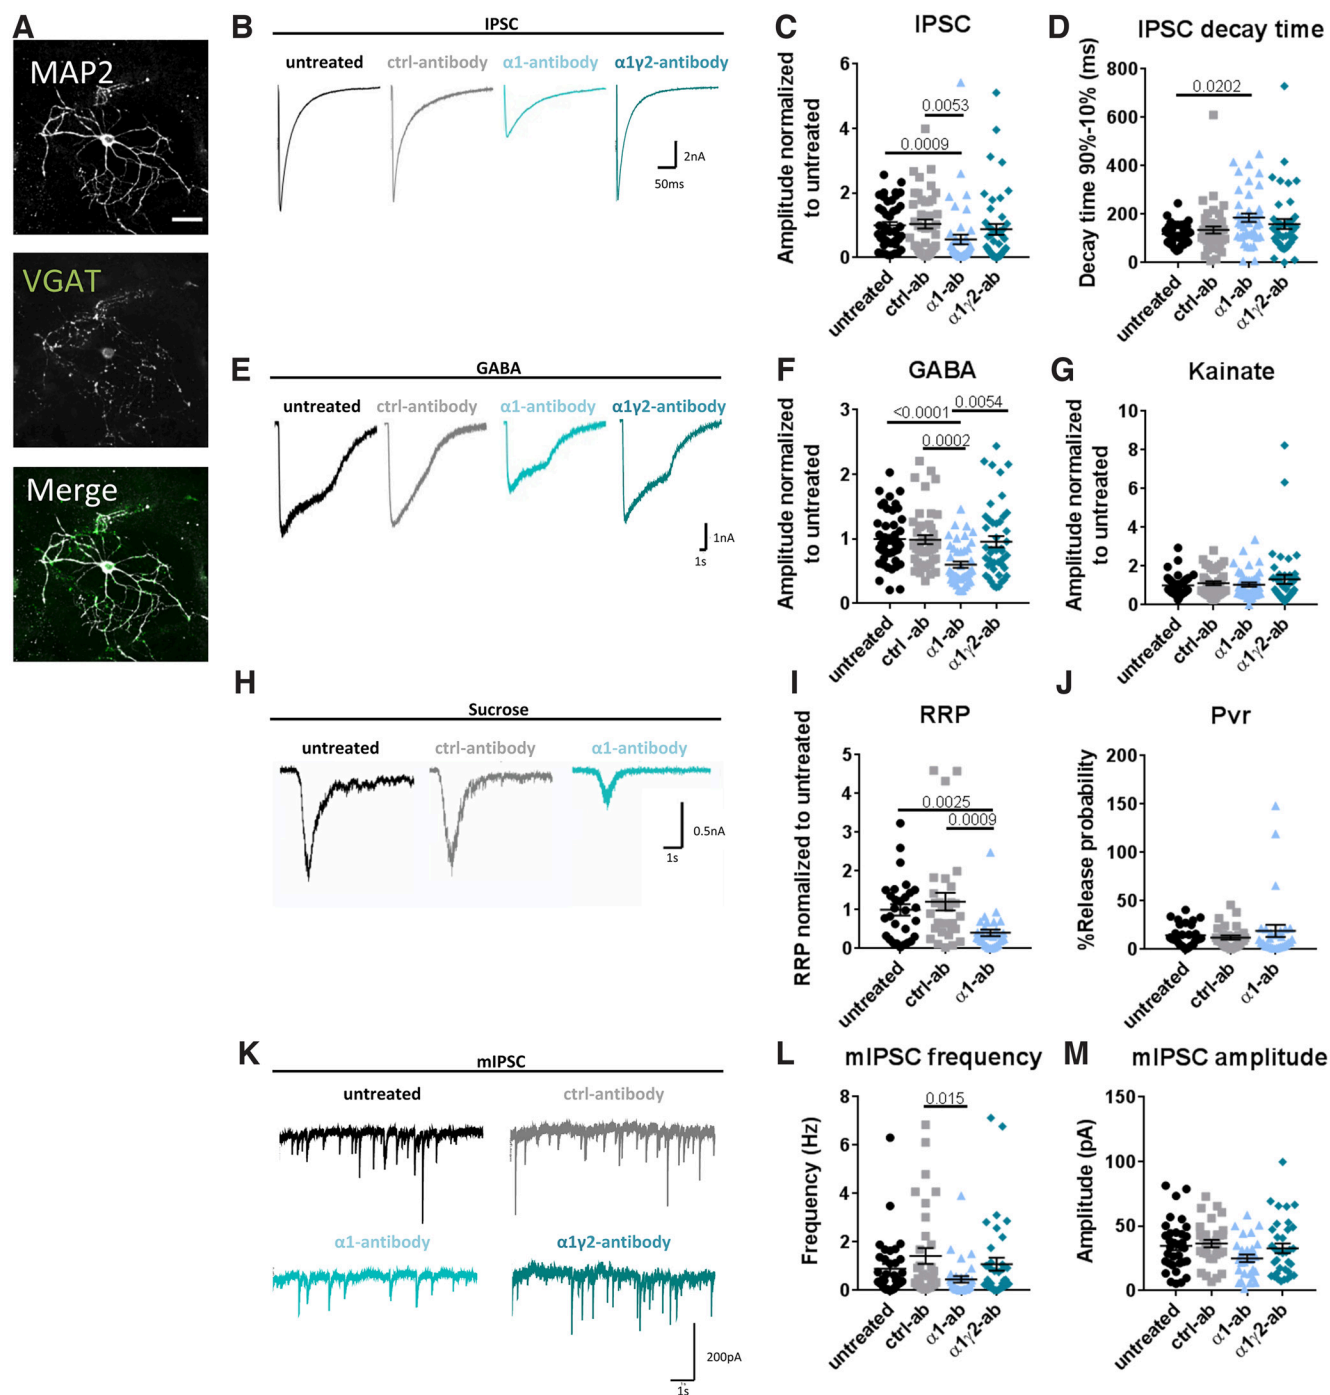 A
MAP2
VGAT
Merge
B
IPSC
untreated ctrl-antibody α1-antibody α1γ2-antibody
2nA
50ms
C
IPSC
Amplitude normalized
to untreated
6
4
2
0
0.0053
0.0009
untreated
ctrl-ab
α1-ab
α1γ2-ab
D
IPSC decay time
Decay time 90%-10% (ms)
800
600
400
200
0
0.0202
untreated
ctrl-ab
α1-ab
α1γ2-ab
E
GABA
untreated ctrl-antibody α1-antibody α1γ2-antibody
1nA
1s
F
GABA
Amplitude normalized
to untreated
3
2
1
0
0.0054
<0.0001
0.0002
untreated
ctrl -ab
α1-ab
α1γ2-ab
G
Kainate
Amplitude normalized
to untreated
10
8
6
4
2
0
untreated
ctrl-ab
α1-ab
α1γ2-ab
H
Sucrose
untreated ctrl-antibody α1-antibody
0.5nA
1s
I
RRP
RRP nomalized to untreated
5
4
3
2
1
0
0.0025
0.0009
untreated
ctrl-ab
α1-ab
J
Pvr
%Release probability
200
150
100
50
0
untreated
ctrl-ab
α1-ab
K
mIPSC
untreated ctrl-antibody
α1-antibody α1γ2-antibody
200pA
1s
L
mIPSC frequency
Frequency (Hz)
8
6
4
2
0
0.015
untreated
ctrl-ab
α1-ab
α1γ2-ab
M
mIPSC amplitude
Amplitude (pA)
150
100
50
0
untreated
ctrl-ab
α1-ab
α1γ2-ab